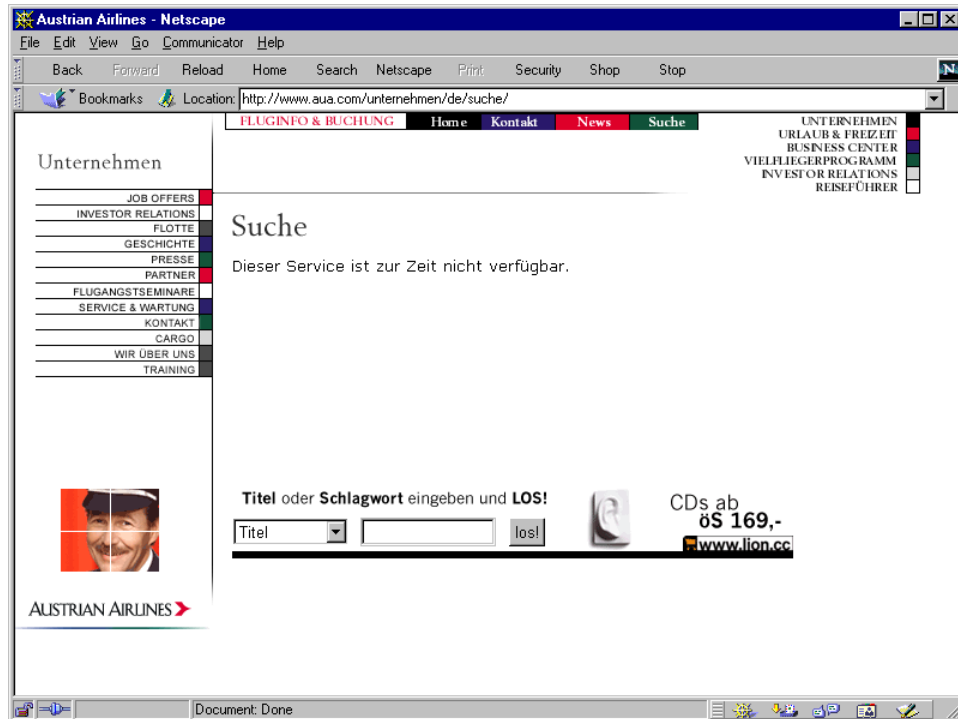 Austrian Airlines - Netscape
File Edit View Go Communicator Help
Back Forward Reload Home Search Netscape Print Security Shop Stop
N
Bookmarks Location: http://www.aua.com/unternehmen/de/suche/
FLUGINFO & BUCHUNG Home Kontakt News Suche
UNTERNEHMEN
URLAUB & FREIZEIT
BUSINESS CENTER
VIELFLIEGERPROGRAMM
INVESTOR RELATIONS
REISEFÜHRER
Unternehmen
JOB OFFERS
INVESTOR RELATIONS
FLOTTE
GESCHICHTE
PRESSE
PARTNER
FLUGANGSTSEMINARE
SERVICE & WARTUNG
KONTAKT
CARGO
WIR ÜBER UNS
TRAINING
Suche
Dieser Service ist zur Zeit nicht verfügbar.
Titel oder Schlagwort eingeben und LOS!
Titel los!
CDs ab
öS 169,-
www.lion.cc
AUSTRIAN AIRLINES
Document: Done